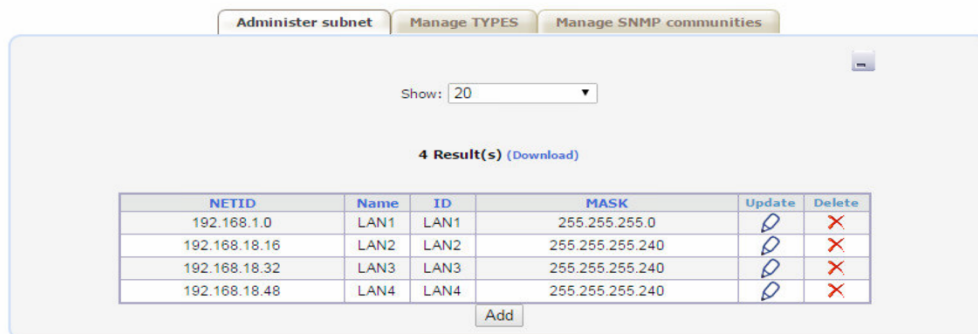 Administer subnet Manage TYPES Manage SNMP communities
Show: 20
4 Result(s) (Download)
NETID Name ID MASK Update Delete
192.168.1.0 LAN1 LAN1 255.255.255.0
192.168.18.16 LAN2 LAN2 255.255.255.240
192.168.18.32 LAN3 LAN3 255.255.255.240
192.168.18.48 LAN4 LAN4 255.255.255.240
Add